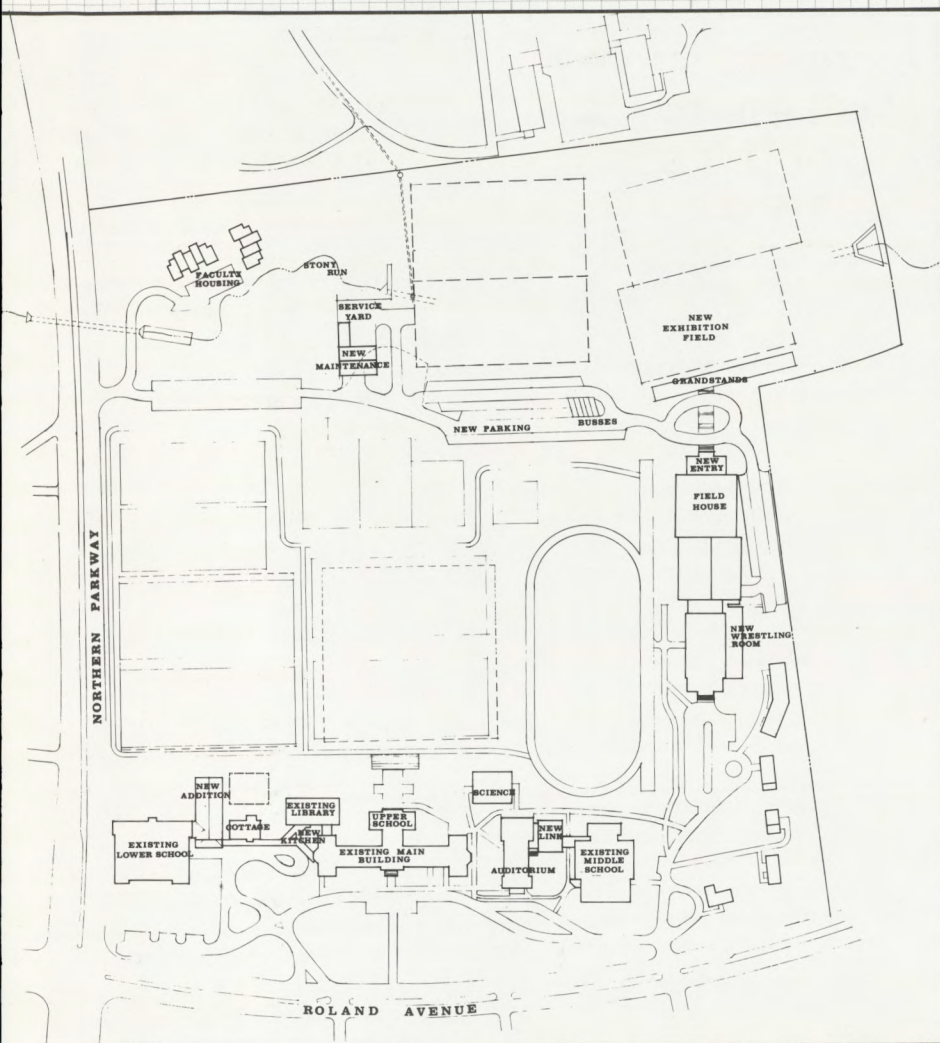 STONY
RUN
FACULTY
HOUSING
SERVICE
YARD
NEW
MAINTENANCE
NEW
EXHIBITION
FIELD
GRANDSTANDS
BUSSES
NEW PARKING
NEW
ENTRY
FIELD
HOUSE
NORTHERN PARKWAY
NEW
WRESTLING
ROOM
NEW
ADDITION
COTTAGE
EXISTING
LIBRARY
NEW
KITCHEN
EXISTING
LOWER SCHOOL
UPPER
SCHOOL
EXISTING MAIN
BUILDING
SCIENCE
AUDITORIUM
NEW
LINK
EXISTING
MIDDLE
SCHOOL
ROLAND AVENUE